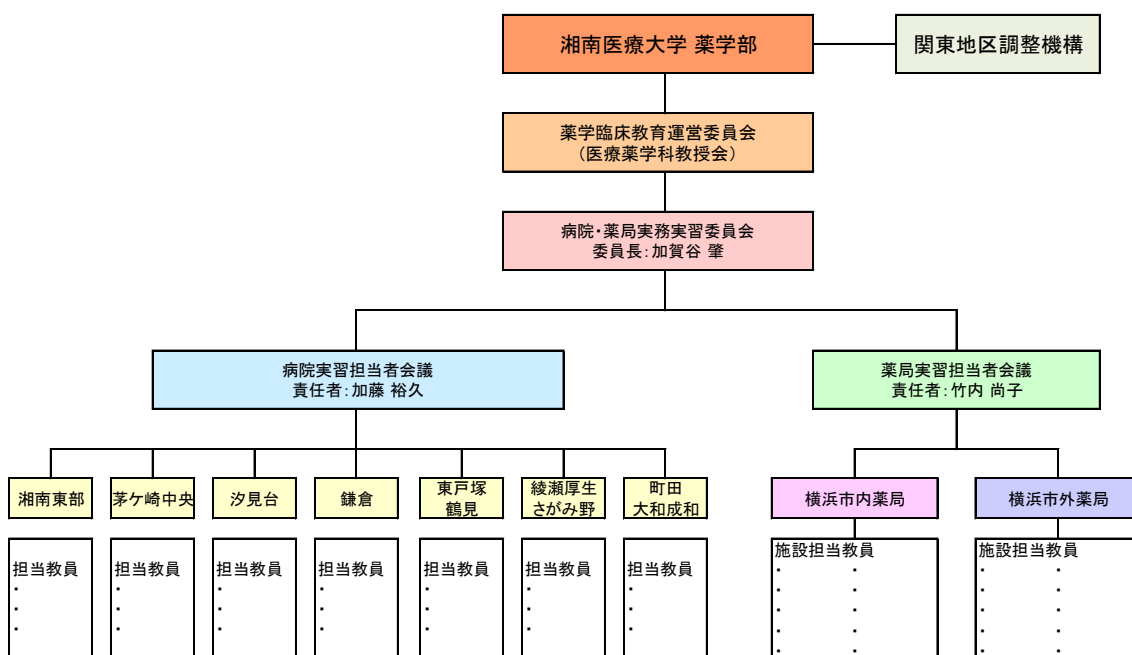 湘南医療大学 薬学部
関東地区調整機構
薬学臨床教育運営委員会
（医療薬学科教授会）
病院・薬局実務実習委員会
委員長：加賀谷 肇
病院実習担当者会議
責任者：加藤 裕久
薬局実習担当者会議
責任者：竹内 尚子
湘南東部
茅ケ崎中央
汐見台
鎌倉
東戸塚
鶴見
綾瀬厚生
さがみ野
町田
大和成和
横浜市内薬局
横浜市外薬局
担当教員
・
・
・
担当教員
・
・
・
担当教員
・
・
・
担当教員
・
・
・
担当教員
・
・
・
担当教員
・
・
・
担当教員
・
・
・
施設担当教員
・ ・
・ ・
・ ・
・ ・
・ ・
施設担当教員
・ ・
・ ・
・ ・
・ ・
・ ・